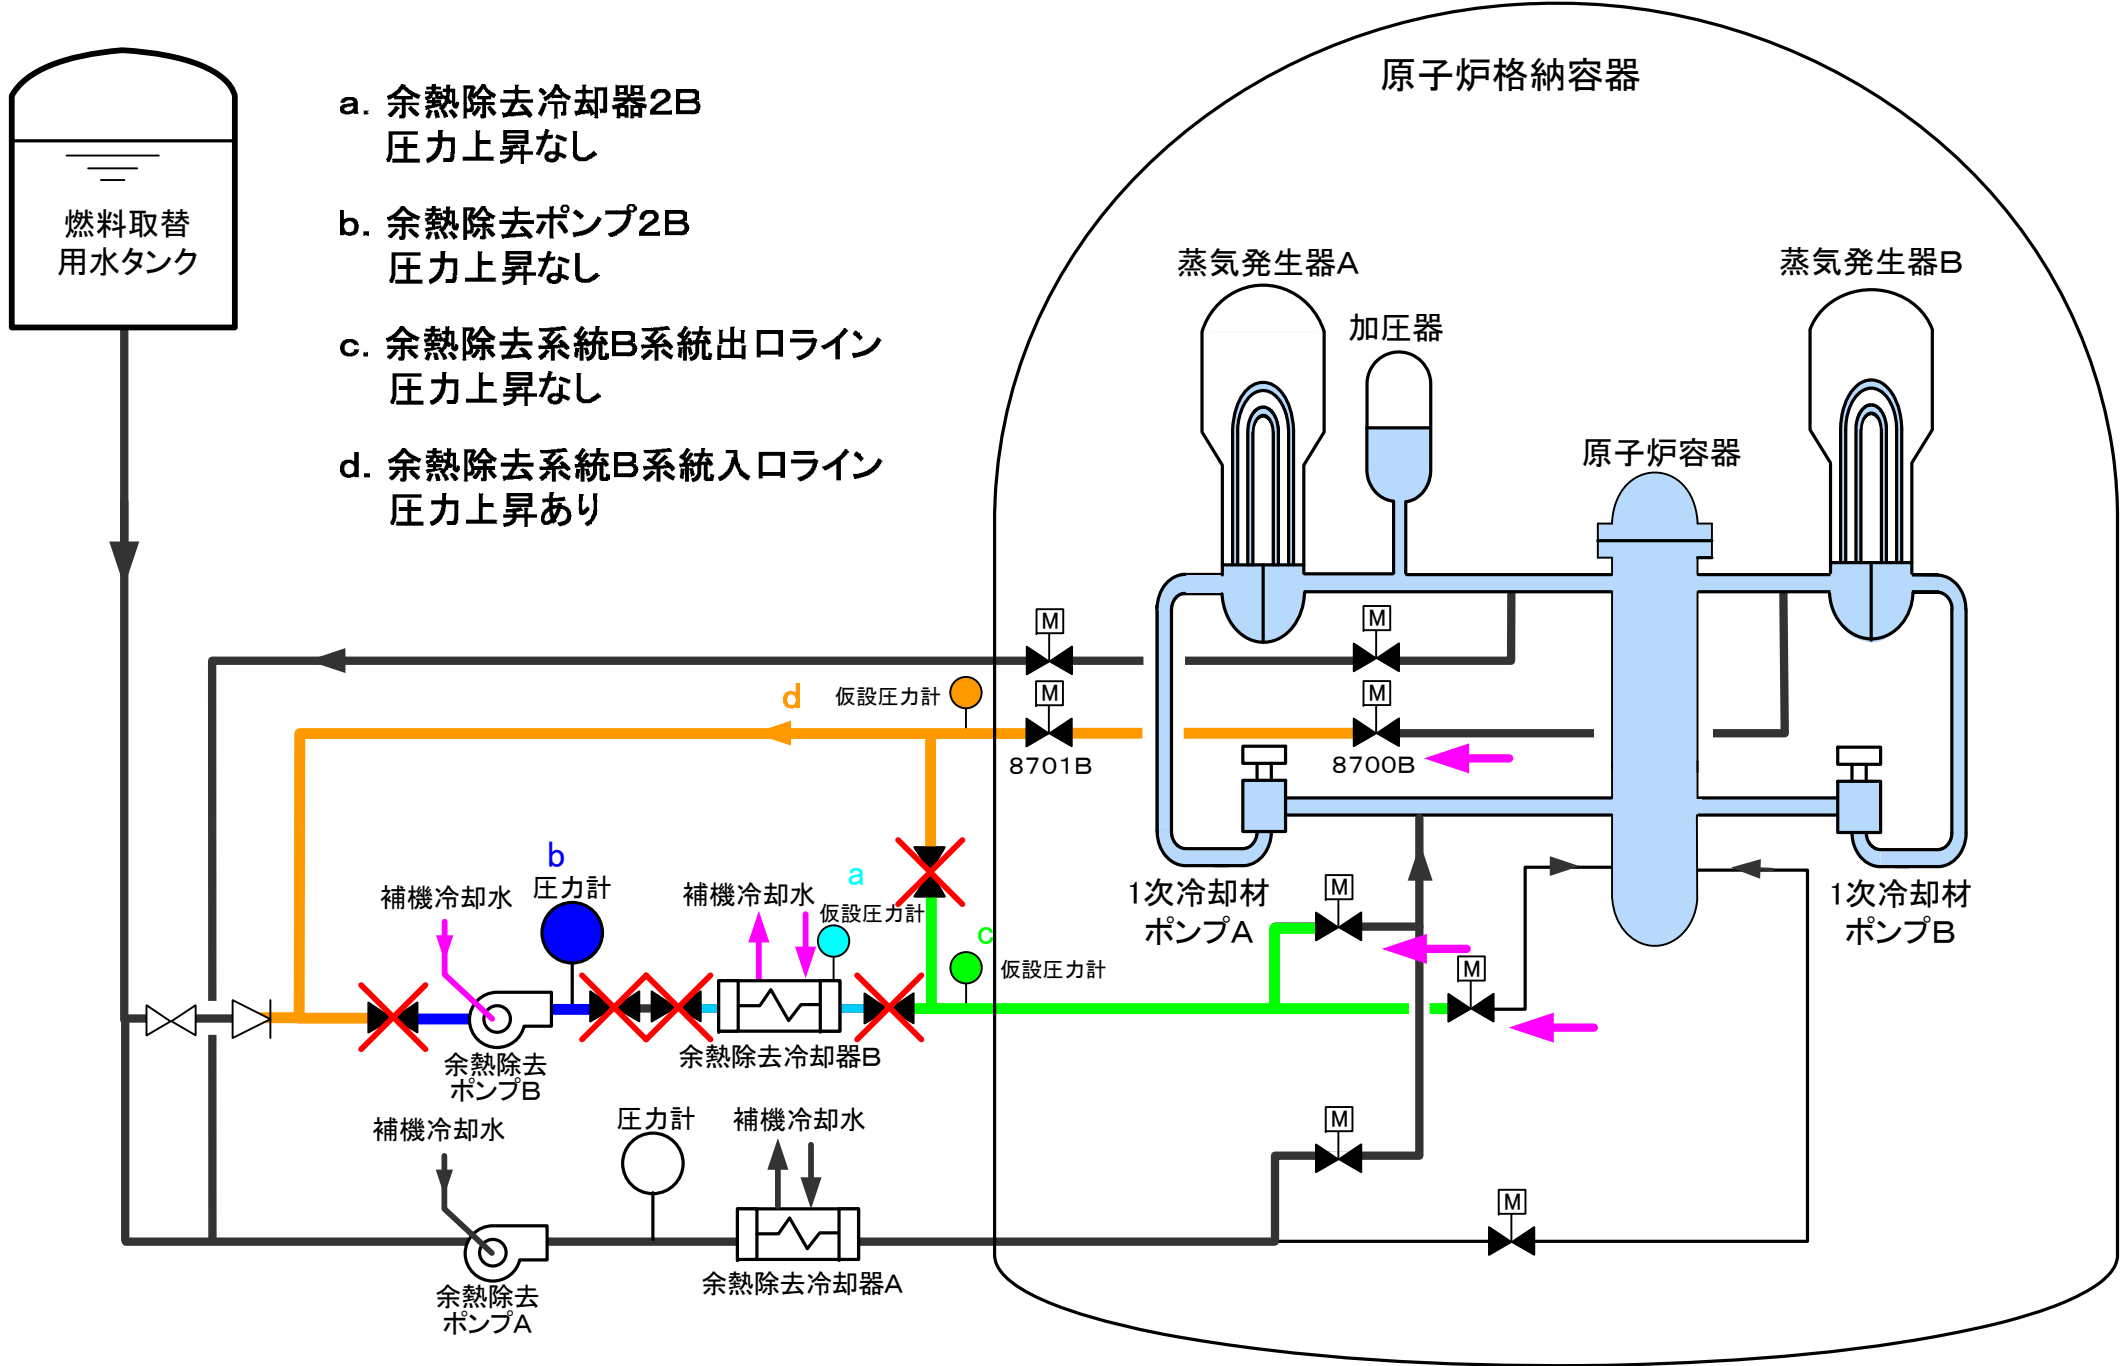 原子炉格納容器
a. 余熱除去冷却器2B
圧力上昇なし
b. 余熱除去ポンプ2B
圧力上昇なし
c. 余熱除去系統B系統出口ライン
圧力上昇なし
d. 余熱除去系統B系統入口ライン
圧力上昇あり
燃料取替
用水タンク
蒸気発生器A
蒸気発生器B
加圧器
原子炉容器
M
M
d
仮設圧力計
M
M
8701B
8700B
b
圧力計
補機冷却水
補機冷却水
a
仮設圧力計
c
仮設圧力計
1次冷却材
ポンプA
1次冷却材
ポンプB
M
M
余熱除去
ポンプB
余熱除去冷却器B
補機冷却水
圧力計
補機冷却水
M
M
余熱除去
ポンプA
余熱除去冷却器A